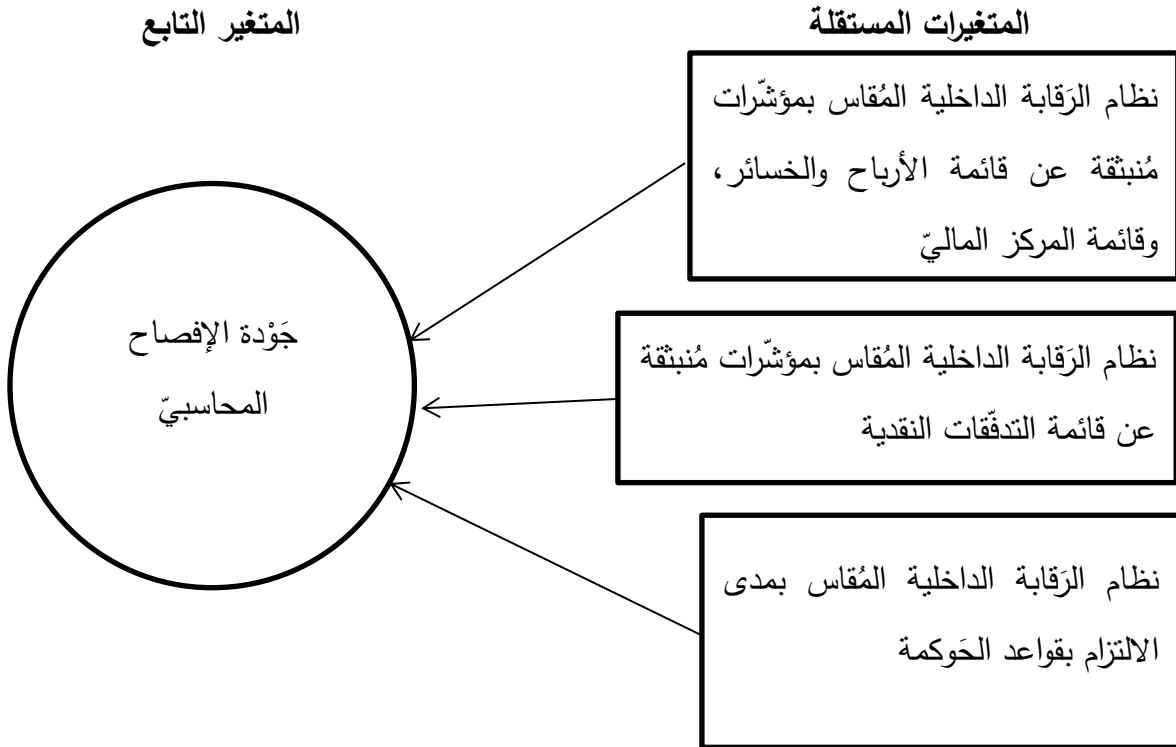 المتغيرات المستقلة
المتغير التابع
نظام الرَقابة الداخلية المُقاس بمؤشّرات
مُنبثقة عن قائمة الأرباح والخسائر،
وقائمة المركز الماليّ
نظام الرَقابة الداخلية المُقاس بمؤشّرات مُنبثقة
عن قائمة التدفّقات النقدية
نظام الرَقابة الداخلية المُقاس بمدى
الالتزام بقواعد الحَوكمة
جَوْدة الإفصاح
المحاسبيّ